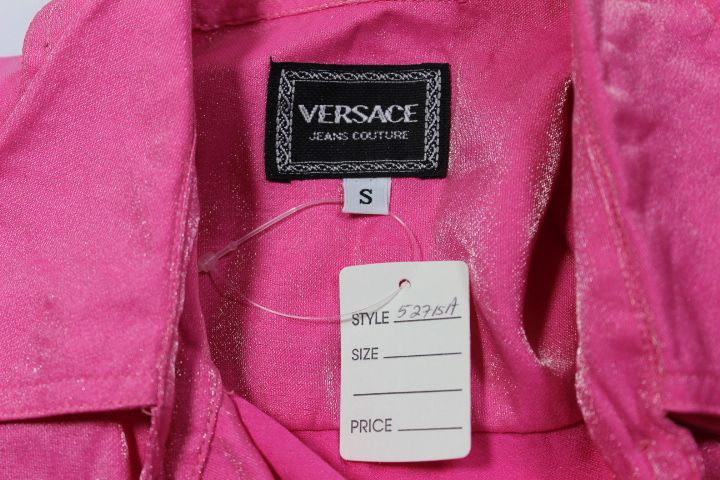 VERSACE
JEANS COUTURE
S
STYLE 52715A
SIZE
PRICE